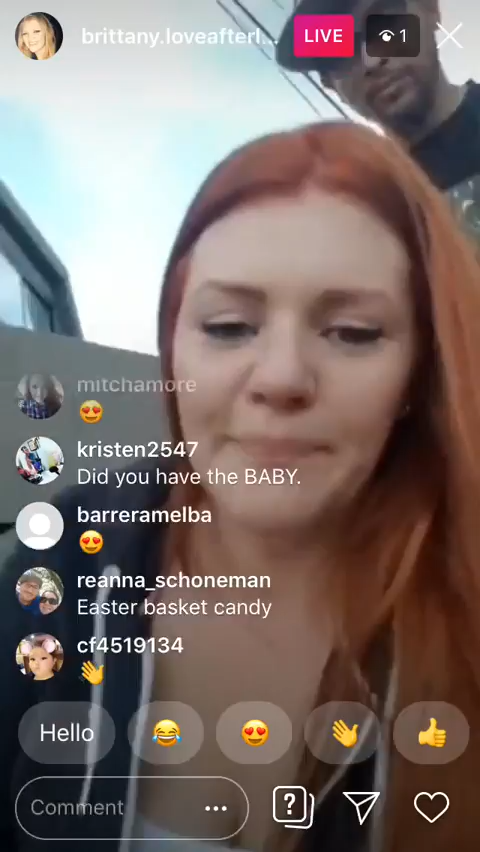 brittany.loveafterl...
LIVE
1
mitchamore
😍
kristen2547
Did you have the BABY.
barreramelba
😍
reanna_schoneman
Easter basket candy
cf4519134
👋
Hello 😂 😍 👋 👍
Comment ...
?